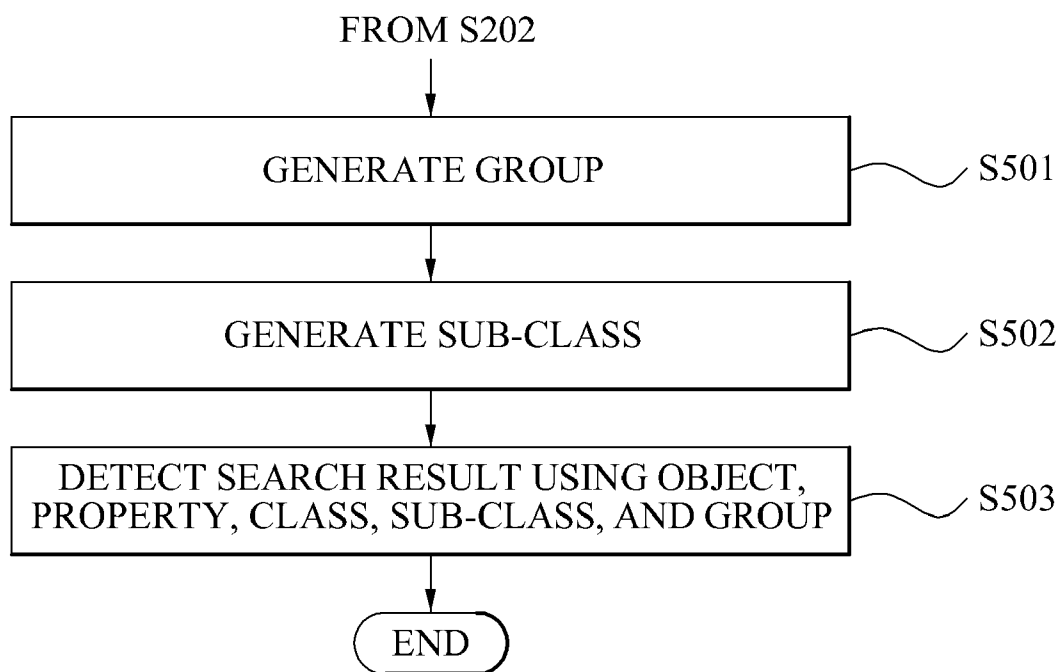 FROM S202
GENERATE GROUP
S501
GENERATE SUB-CLASS
S502
DETECT SEARCH RESULT USING OBJECT,
PROPERTY, CLASS, SUB-CLASS, AND GROUP
S503
END